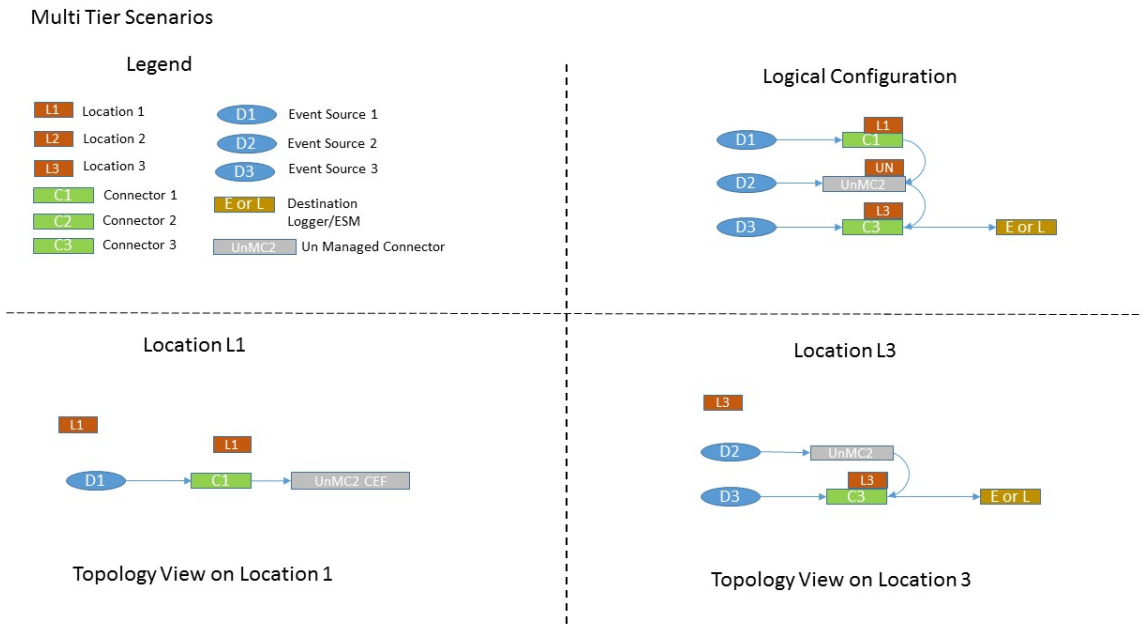 Multi Tier Scenarios
Legend
L1 Location 1
L2 Location 2
L3 Location 3
C1 Connector 1
C2 Connector 2
C3 Connector 3
D1 Event Source 1
D2 Event Source 2
D3 Event Source 3
E or L Destination
Logger/ESM
UnMC2 Un Managed Connector
Logical Configuration
L1
D1 C1
UN
D2 UnMC2
L3
D3 C3 E or L
Location L1
L1
L1
D1 C1 UnMC2 CEF
Topology View on Location 1
Location L3
L3
D2 UnMC2
L3
D3 C3 E or L
Topology View on Location 3